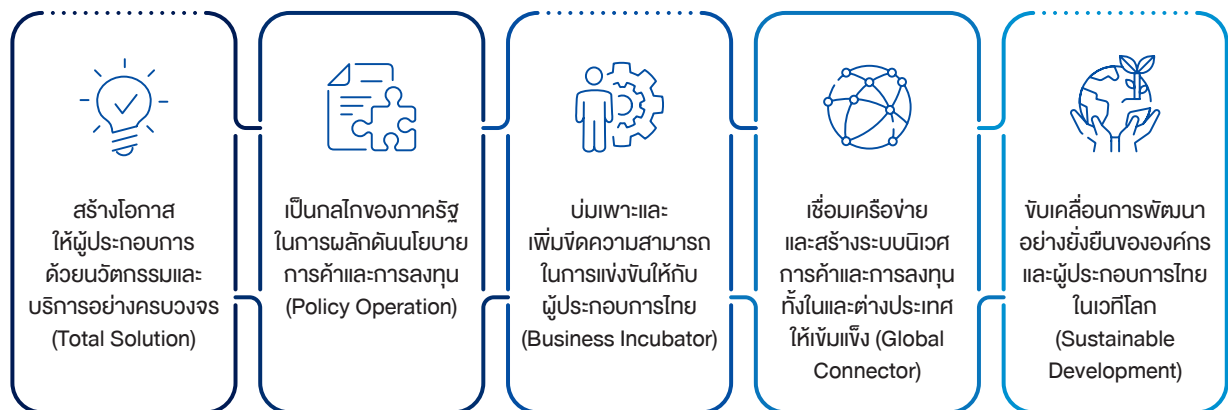 สร้างโอกาส
ให้ผู้ประกอบการ
ด้วยนวัตกรรมและ
บริการอย่างครบวงจร
(Total Solution)
เป็นกลไกของภาครัฐ
ในการผลักดันนโยบาย
การค้าและการลงทุน
(Policy Operation)
บ่มเพาะและ
เพิ่มขีดความสามารถ
ในการแข่งขันให้กับ
ผู้ประกอบการไทย
(Business Incubator)
เชื่อมเครือข่าย
และสร้างระบบนิเวศ
การค้าและการลงทุน
ทั้งในและต่างประเทศ
ให้เข้มแข็ง (Global
Connector)
ขับเคลื่อนการพัฒนา
อย่างยั่งยืนขององค์กร
และผู้ประกอบการไทย
ในเวทีโลก
(Sustainable
Development)